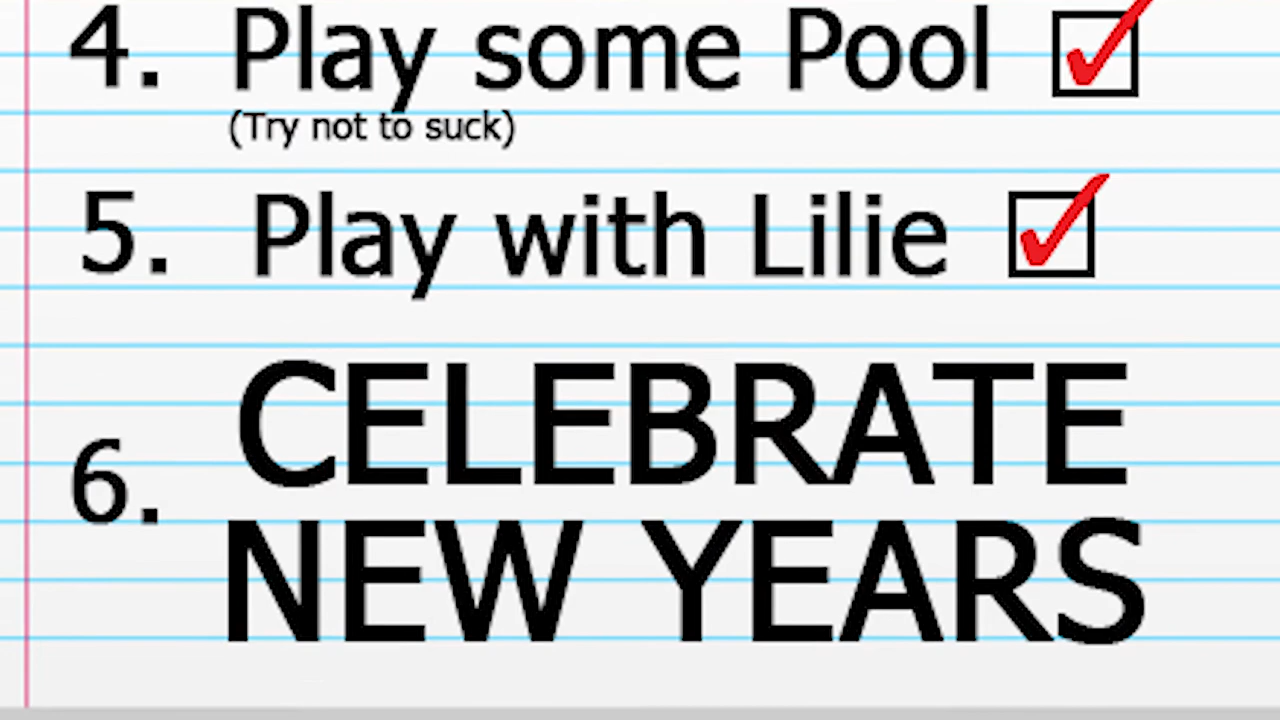 4. Play some Pool
(Try not to suck)
5. Play with Lilie
6. CELEBRATE
NEW YEARS